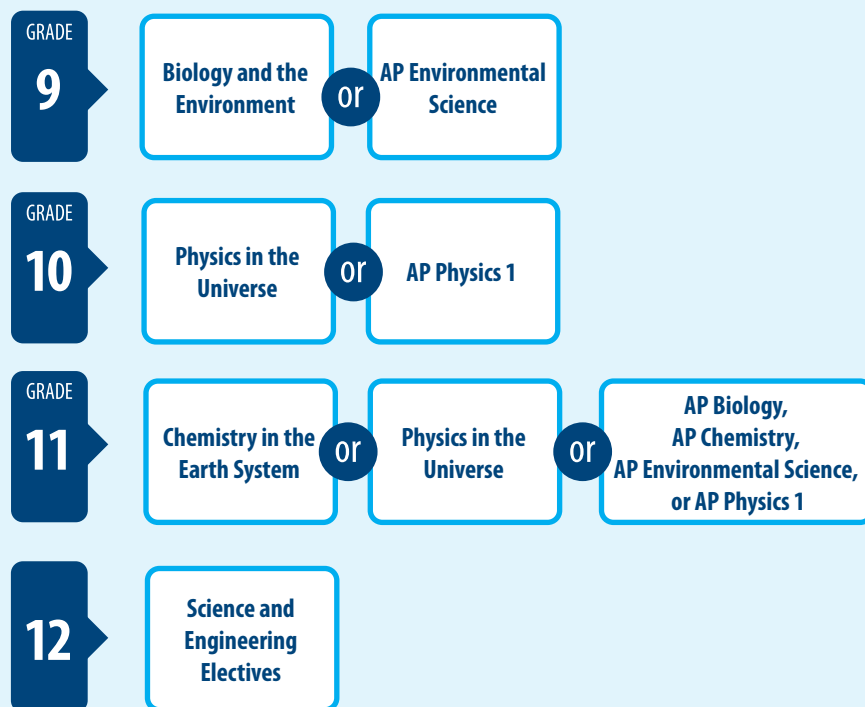 GRADE
9
Biology and the
Environment
or
AP Environmental
Science
GRADE
10
Physics in the
Universe
or
AP Physics 1
GRADE
11
Chemistry in the
Earth System
or
Physics in the
Universe
or
AP Biology,
AP Chemistry,
AP Environmental Science,
or AP Physics 1
12
Science and
Engineering
Electives